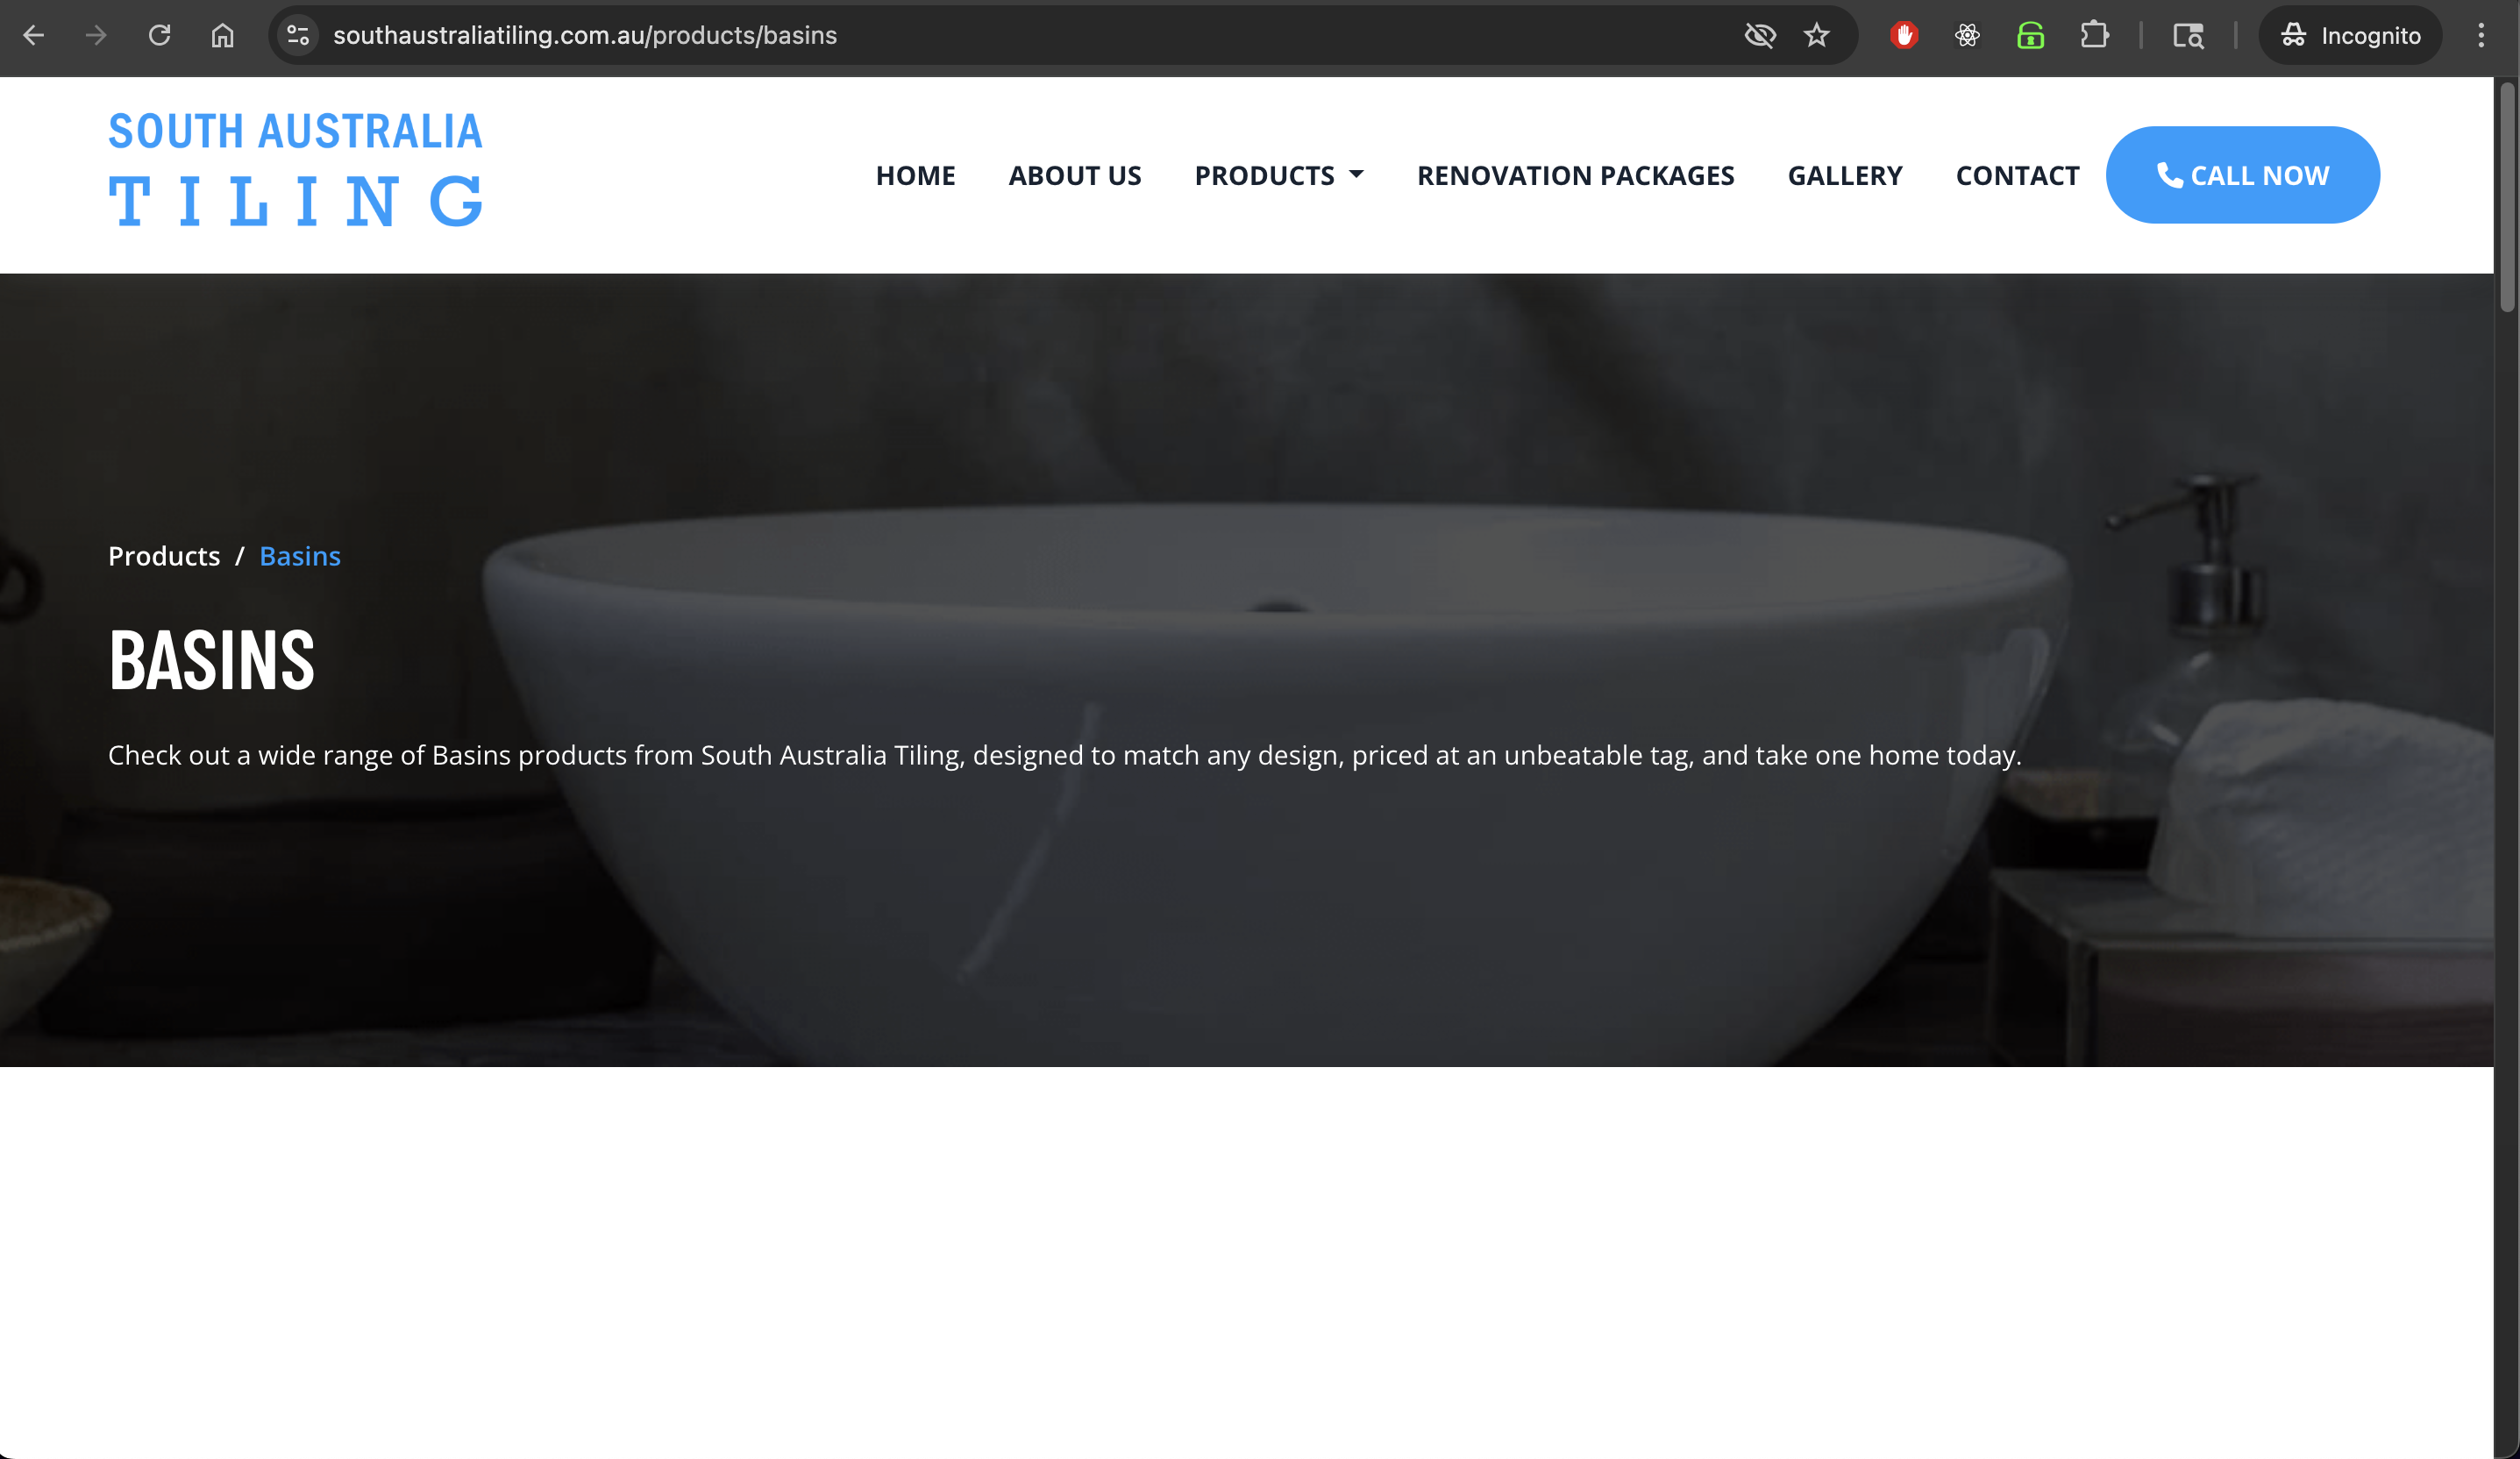 southaustraliatiling.com.au/products/basins
Incognito
SOUTH AUSTRALIA
TILING
HOME
ABOUT US
PRODUCTS
RENOVATION PACKAGES
GALLERY
CONTACT
CALL NOW
Products / Basins
BASINS
Check out a wide range of Basins products from South Australia Tiling, designed to match any design, priced at an unbeatable tag, and take one home today.